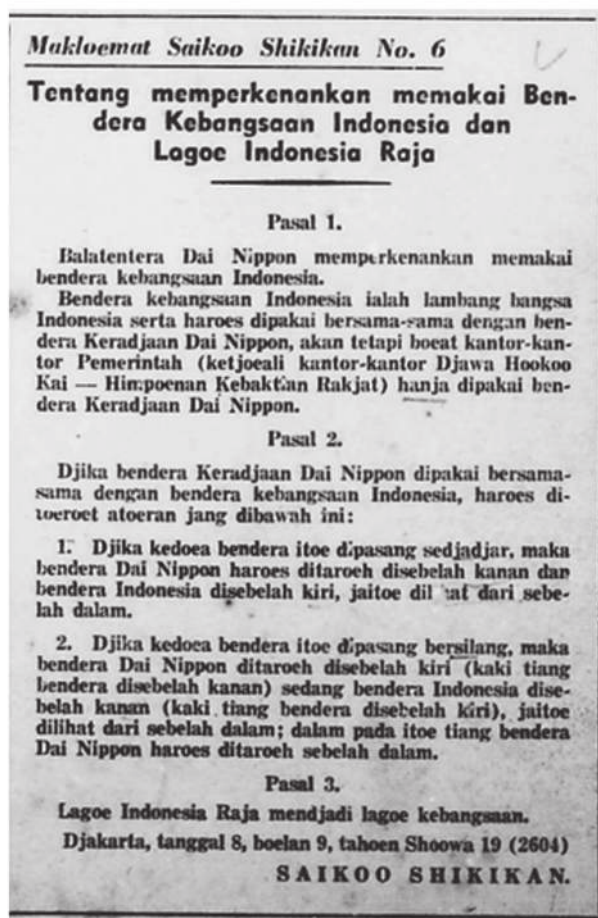 Makloemat Saikoo Shikikan No. 6
Tentang memperkenankan memakai Ben-
dera Kebangsaan Indonesia dan
Lagoe Indonesia Raja
Pasal 1.
Balatentera Dai Nippon memperkenankan memakai
bendera kebangsaan Indonesia.
Bendera kebangsaan Indonesia ialah lambang bangsa
Indonesia serta haroes dipakai bersama-sama dengan ben-
dera Keradjaan Dai Nippon, akan tetapi boeat kantor-kan-
tor Pemerintah (ketjoeali kantor-kantor Djawa Hookoo
Kai — Himpoenan Kebaktian Rakjat) hanja dipakai ben-
dera Keradjaan Dai Nippon.
Pasal 2.
Djika bendera Keradjaan Dai Nippon dipakai bersama-
sama dengan bendera kebangsaan Indonesia, haroes di-
toeroet atoeran jang dibawah ini:
1. Djika kedoea bendera itoe dipasang sedjadjar, maka
bendera Dai Nippon haroes ditaroeh disebelah kanan dan
bendera Indonesia disebelah kiri, jaitoe dilihat dari sebe-
lah dalam.
2. Djika kedoea bendera itoe dipasang bersilang, maka
bendera Dai Nippon ditaroeh disebelah kiri (kaki tiang
bendera disebelah kanan) sedang bendera Indonesia dise-
belah kanan (kaki tiang bendera disebelah kiri), jaitoe
dilihat dari sebelah dalam; dalam pada itoe tiang bendera
Dai Nippon haroes ditaroeh sebelah dalam.
Pasal 3.
Lagoe Indonesia Raja mendjadi lagoe kebangsaan.
Djakarta, tanggal 8, boelan 9, tahoen Shoowa 19 (2604)
SAIKOO SHIKIKAN.